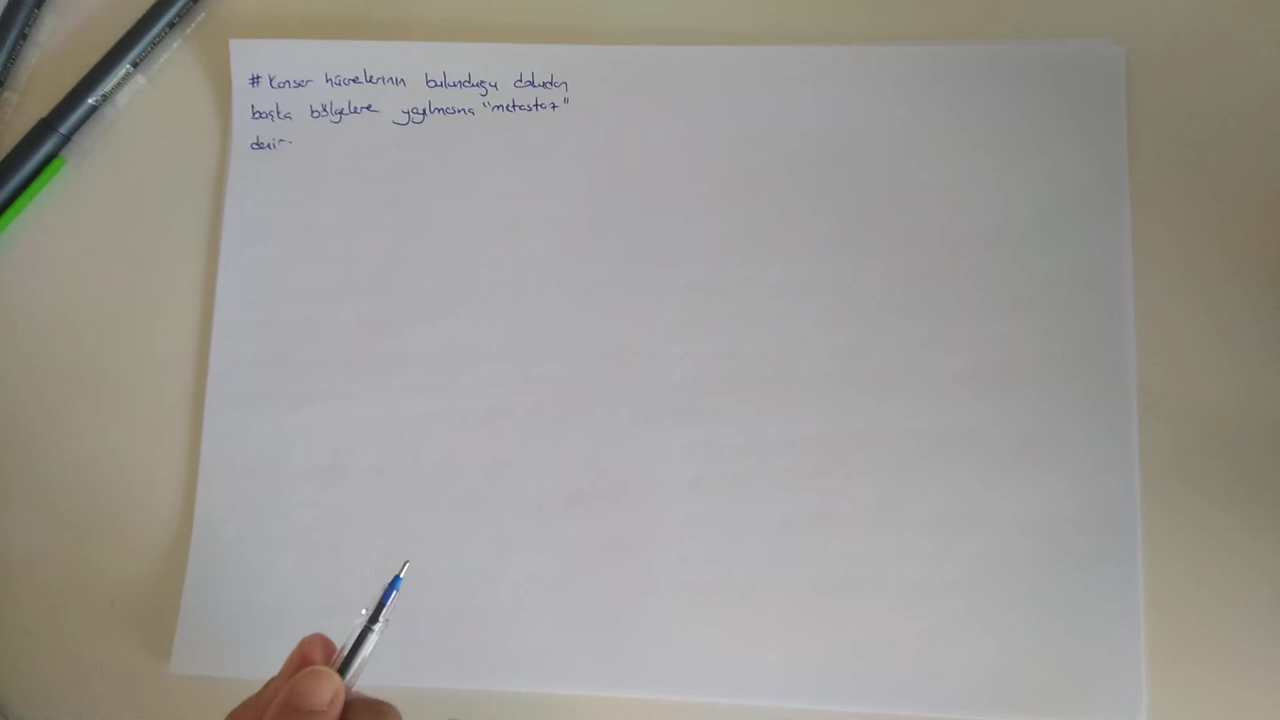 # Kanser hücrelerinin bulunduğu dokudan
başka bölgelere yayılmasına "metastaz"
denir.